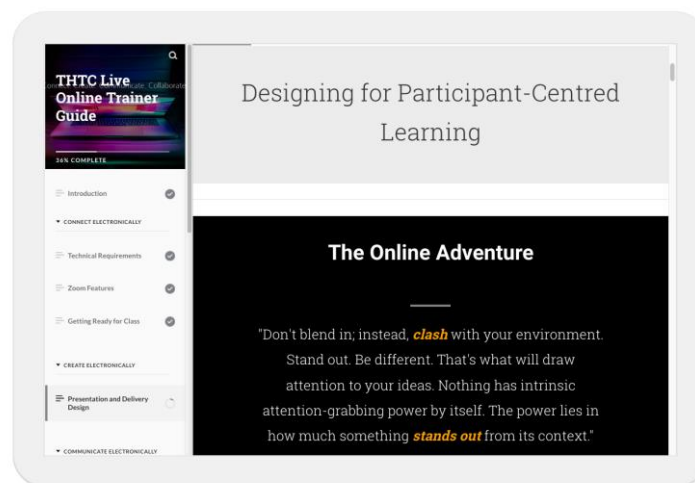 THTC Live
Online Trainer
Guide
36% COMPLETE
Introduction
CONNECT ELECTRONICALLY
Technical Requirements
Zoom Features
Getting Ready for Class
CREATE ELECTRONICALLY
Presentation and Delivery
Design
COMMUNICATE ELECTRONICALLY
Designing for Participant-Centred
Learning
The Online Adventure
"Don't blend in; instead, clash with your environment.
Stand out. Be different. That's what will draw
attention to your ideas. Nothing has intrinsic
attention-grabbing power by itself. The power lies in
how much something stands out from its context."